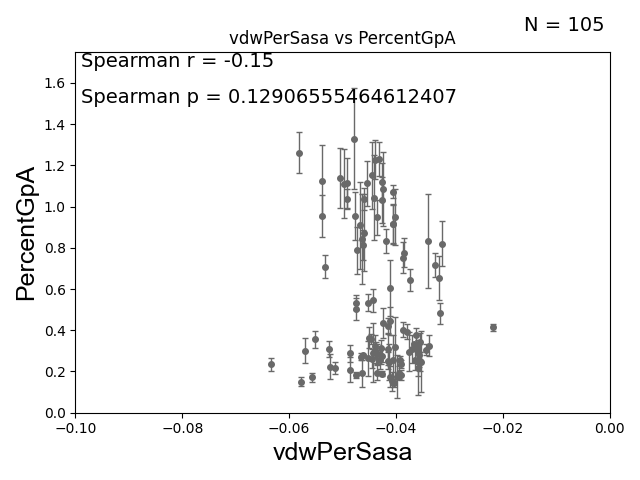 N = 105
vdwPerSasa vs PercentGpA
Spearman r = -0.15
Spearman p = 0.12906555464612407
PercentGpA
1.6
1.4
1.2
1.0
0.8
0.6
0.4
0.2
0.0
−0.10
−0.08
−0.06
−0.04
−0.02
0.00
vdwPerSasa